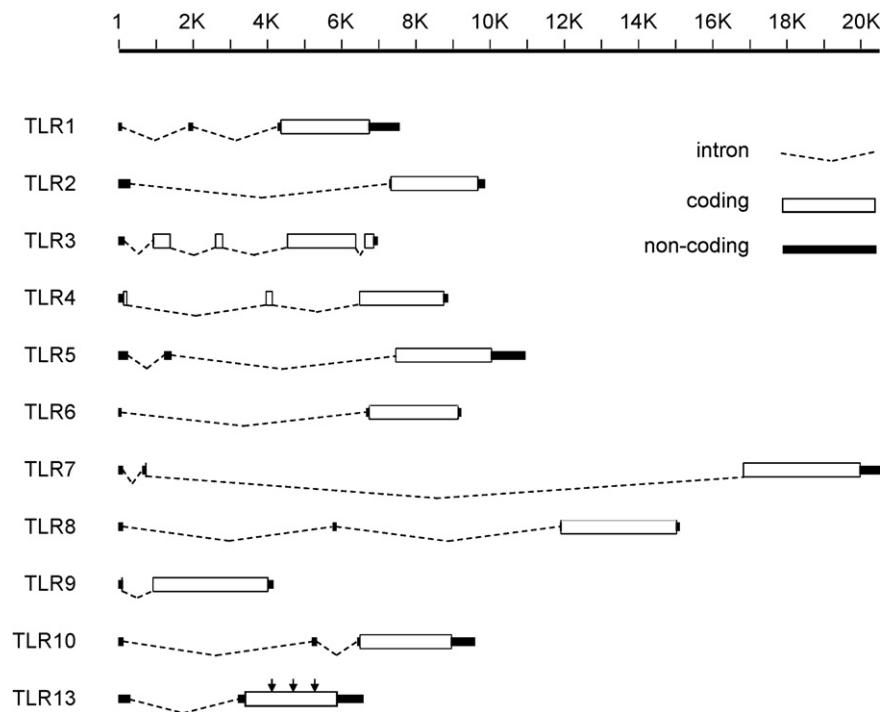 1 2K 4K 6K 8K 10K 12K 14K 16K 18K 20K
TLR1
intron
TLR2
coding
TLR3
non-coding
TLR4
TLR5
TLR6
TLR7
TLR8
TLR9
TLR10
TLR13